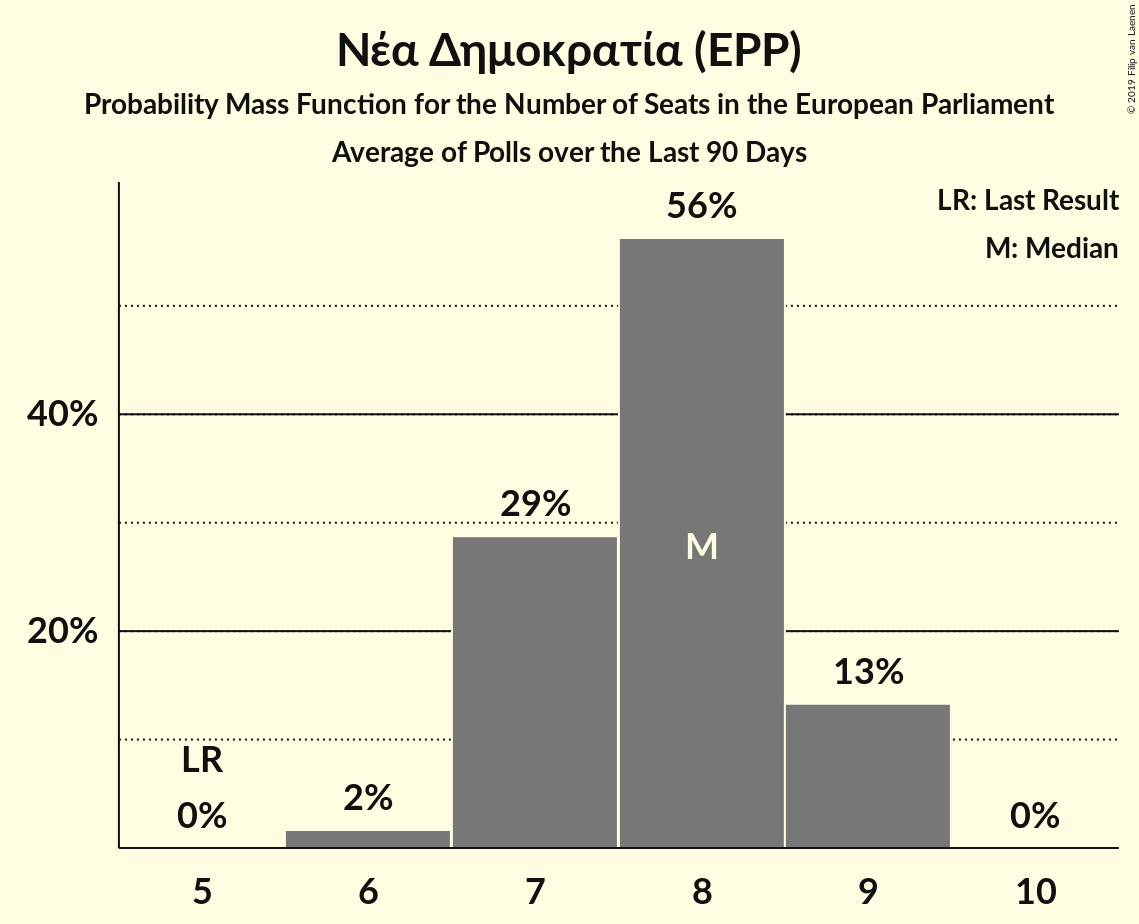 Νέα Δημοκρατία (EPP)
Probability Mass Function for the Number of Seats in the European Parliament
Average of Polls over the Last 90 Days
© 2019 Filip van Laenen
LR: Last Result
M: Median
56%
40%
29%
M
20%
13%
LR
2%
0%
0%
5 6 7 8 9 10